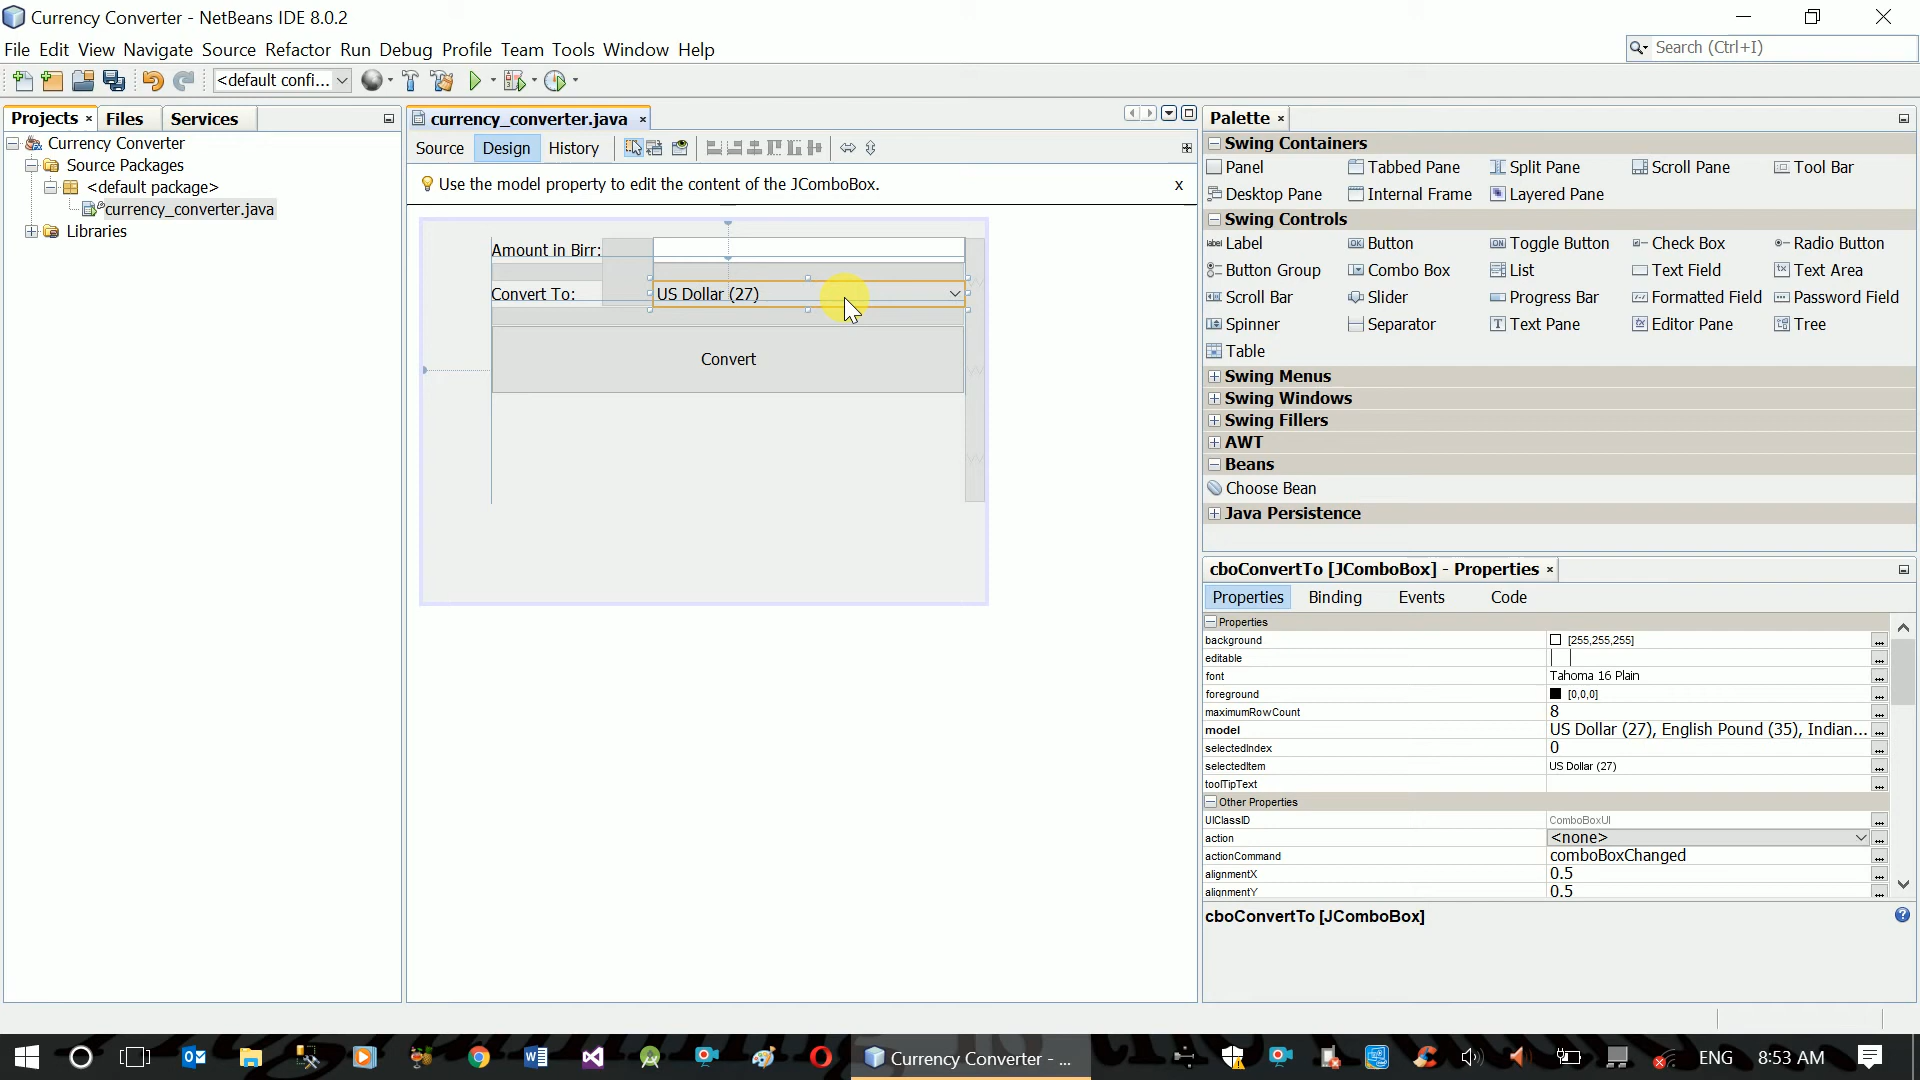 Currency Converter - NetBeans IDE 8.0.2
File Edit View Navigate Source Refactor Run Debug Profile Team Tools Window Help
Search (Ctrl+I)
<default confi...
Projects Files Services
Currency Converter
Source Packages
<default package>
currency_converter.java
Libraries
currency_converter.java
Source Design History
Use the model property to edit the content of the JComboBox. x
Amount in Birr:
Convert To: US Dollar (27)
Convert
Palette
Swing Containers
Panel Tabbed Pane Split Pane Scroll Pane Tool Bar
Desktop Pane Internal Frame Layered Pane
Swing Controls
Label Button Toggle Button Check Box Radio Button
Button Group Combo Box List Text Field Text Area
Scroll Bar Slider Progress Bar Formatted Field Password Field
Spinner Separator Text Pane Editor Pane Tree
Table
Swing Menus
Swing Windows
Swing Fillers
AWT
Beans
Choose Bean
Java Persistence
cboConvertTo [JComboBox] - Properties
Properties Binding Events Code
Properties
background [255,255,255] ...
editable ...
font Tahoma 16 Plain ...
foreground [0,0,0] ...
maximumRowCount 8 ...
model US Dollar (27), English Pound (35), Indian... ...
selectedIndex 0 ...
selectedItem US Dollar (27) ...
toolTipText ...
Other Properties
UIClassID ComboBoxUI ...
action <none> ...
actionCommand comboBoxChanged ...
alignmentX 0.5 ...
alignmentY 0.5 ...
cboConvertTo [JComboBox]
Currency Converter - ...
ENG 8:53 AM